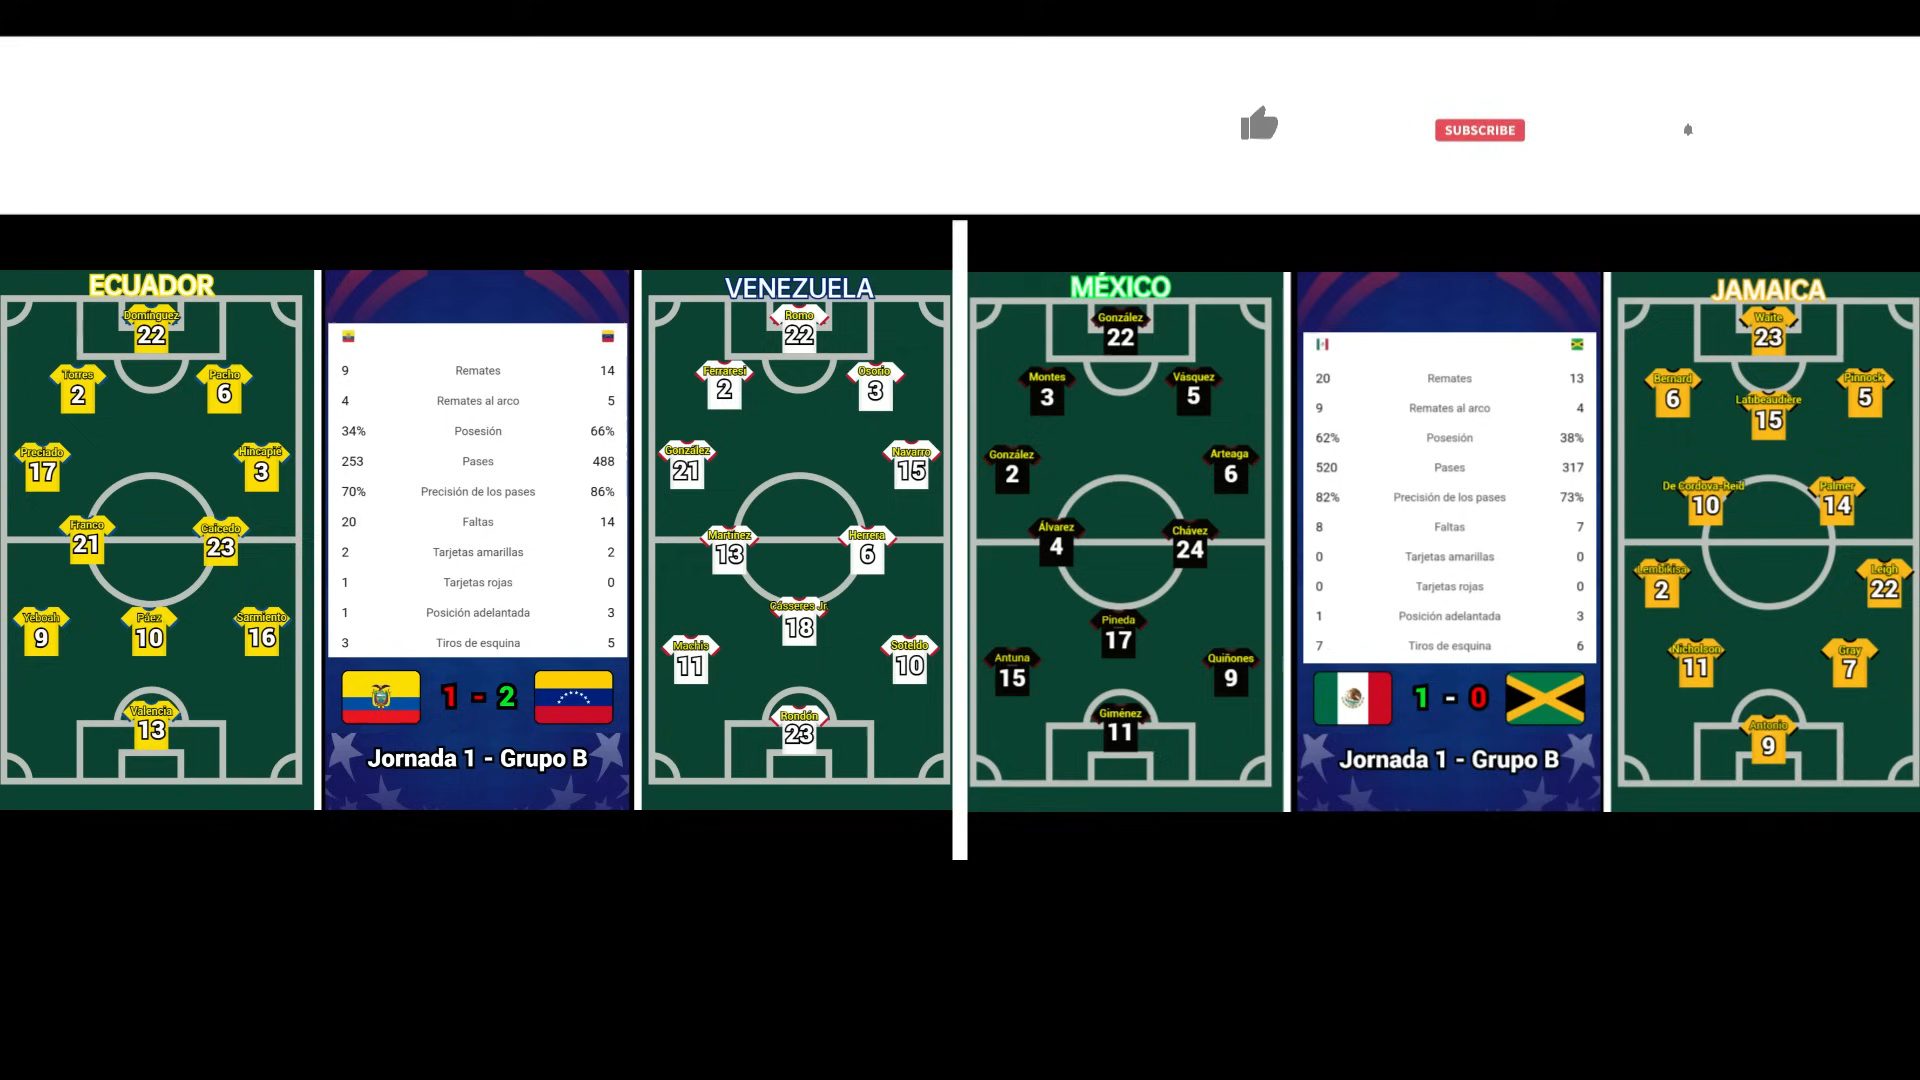 SUBSCRIBE
ECUADOR
Domínguez
22
Torres
2
Pacho
6
Preciado
17
Hincapié
3
Franco
21
Caicedo
23
Yeboah
9
Páez
10
Sarmiento
16
Valencia
13
9 Remates 14
4 Remates al arco 5
34% Posesión 66%
253 Pases 488
70% Precisión de los pases 86%
20 Faltas 14
2 Tarjetas amarillas 2
1 Tarjetas rojas 0
1 Posición adelantada 3
3 Tiros de esquina 5
1 - 2
Jornada 1 - Grupo B
VENEZUELA
Romo
22
Ferraresi
2
Osorio
3
González
21
Navarro
15
Martínez
13
Herrera
6
Cásseres Jr.
18
Machis
11
Soteldo
10
Rondón
23
MÉXICO
González
22
Montes
3
Vásquez
5
González
2
Arteaga
6
Álvarez
4
Chávez
24
Pineda
17
Antuna
15
Quiñones
9
Giménez
11
20 Remates 13
9 Remates al arco 4
62% Posesión 38%
520 Pases 317
82% Precisión de los pases 73%
8 Faltas 7
0 Tarjetas amarillas 0
0 Tarjetas rojas 0
1 Posición adelantada 3
7 Tiros de esquina 6
1 - 0
Jornada 1 - Grupo B
JAMAICA
Waite
23
Bernard
6
Pinnock
5
Latibeaudiere
15
De Cordova-Reid
10
Palmer
14
Lembikisa
2
Leigh
22
Nicholson
11
Gray
7
Antonio
9